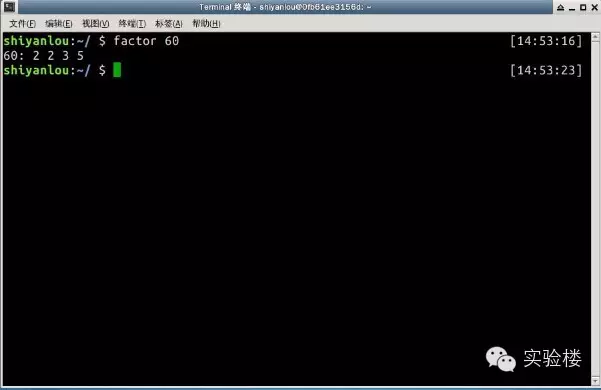 Terminal 终端 - shiyanlou@0fb61ee3156d: ~
文件(F) 编辑(E) 视图(V) 终端(T) 标签(A) 帮助(H)
shiyanlou:~/ $ factor 60 [14:53:16]
60: 2 2 3 5
shiyanlou:~/ $ [14:53:23]
实验楼